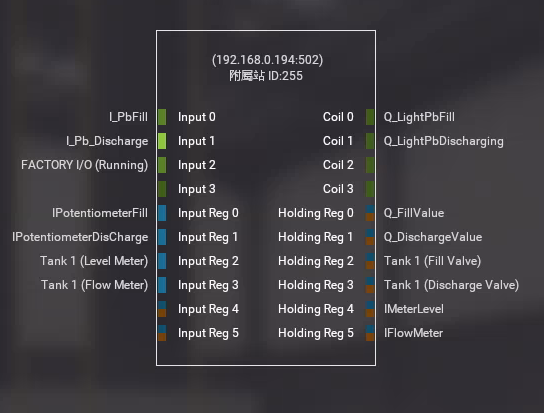 (192.168.0.194:502)
附屬站 ID:255
I_PbFill Input 0 Coil 0 Q_LightPbFill
I_Pb_Discharge Input 1 Coil 1 Q_LightPbDischarging
FACTORY I/O (Running) Input 2 Coil 2
Input 3 Coil 3
IPotentiometerFill Input Reg 0 Holding Reg 0 Q_FillValue
IPotentiometerDisCharge Input Reg 1 Holding Reg 1 Q_DischargeValue
Tank 1 (Level Meter) Input Reg 2 Holding Reg 2 Tank 1 (Fill Valve)
Tank 1 (Flow Meter) Input Reg 3 Holding Reg 3 Tank 1 (Discharge Valve)
Input Reg 4 Holding Reg 4 IMeterLevel
Input Reg 5 Holding Reg 5 IFlowMeter